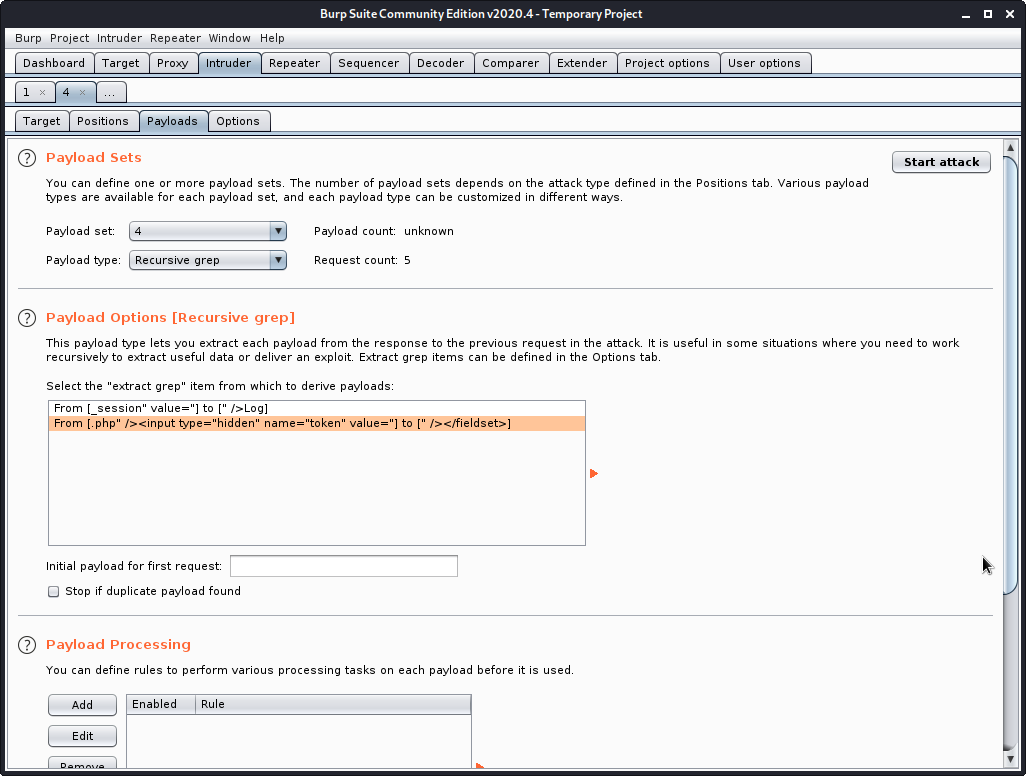 Burp Suite Community Edition v2020.4 - Temporary Project
Burp Project Intruder Repeater Window Help
Dashboard Target Proxy Intruder Repeater Sequencer Decoder Comparer Extender Project options User options
1 × 4 × ...
Target Positions Payloads Options
? Payload Sets
Start attack
You can define one or more payload sets. The number of payload sets depends on the attack type defined in the Positions tab. Various payload
types are available for each payload set, and each payload type can be customized in different ways.
Payload set: 4 Payload count: unknown
Payload type: Recursive grep Request count: 5
? Payload Options [Recursive grep]
This payload type lets you extract each payload from the response to the previous request in the attack. It is useful in some situations where you need to work
recursively to extract useful data or deliver an exploit. Extract grep items can be defined in the Options tab.
Select the "extract grep" item from which to derive payloads:
From [_session" value="] to [" />Log]
From [.php" /><input type="hidden" name="token" value="] to [" /></fieldset>]
Initial payload for first request:
Stop if duplicate payload found
? Payload Processing
You can define rules to perform various processing tasks on each payload before it is used.
Add Enabled Rule
Edit
Remove